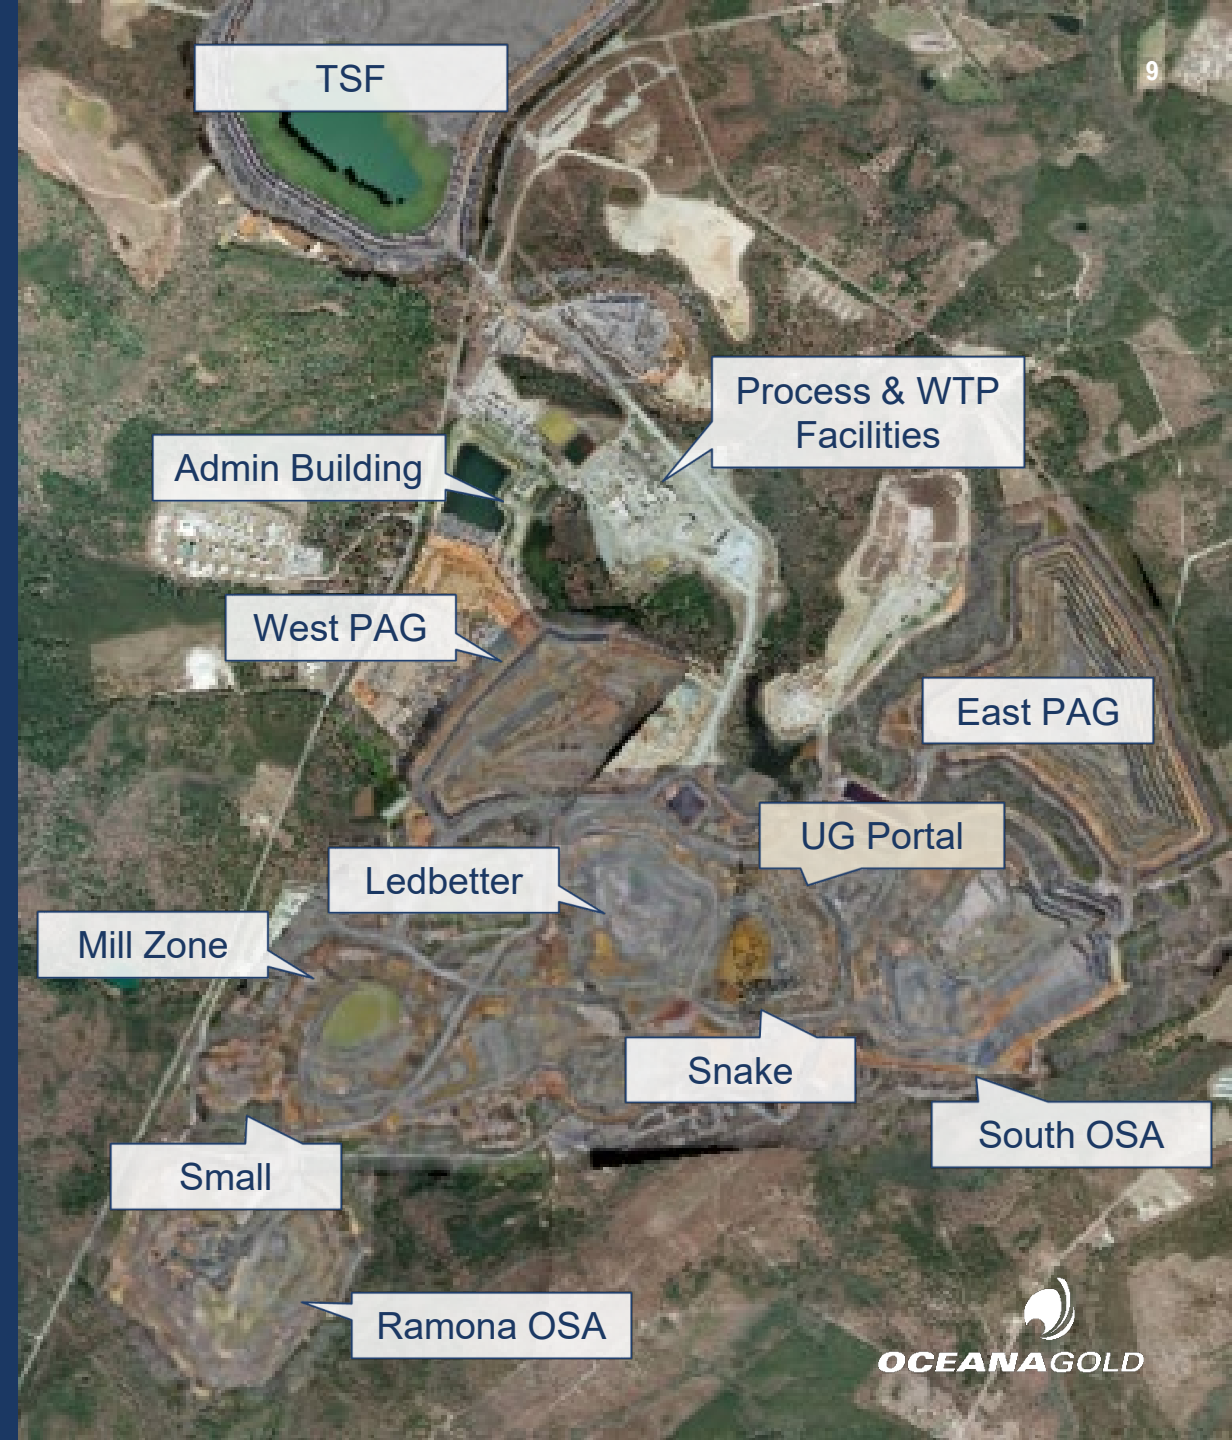 TSF
9
Process & WTP
Facilities
Admin Building
West PAG
East PAG
UG Portal
Ledbetter
Mill Zone
Snake
South OSA
Small
Ramona OSA
OCEANAGOLD